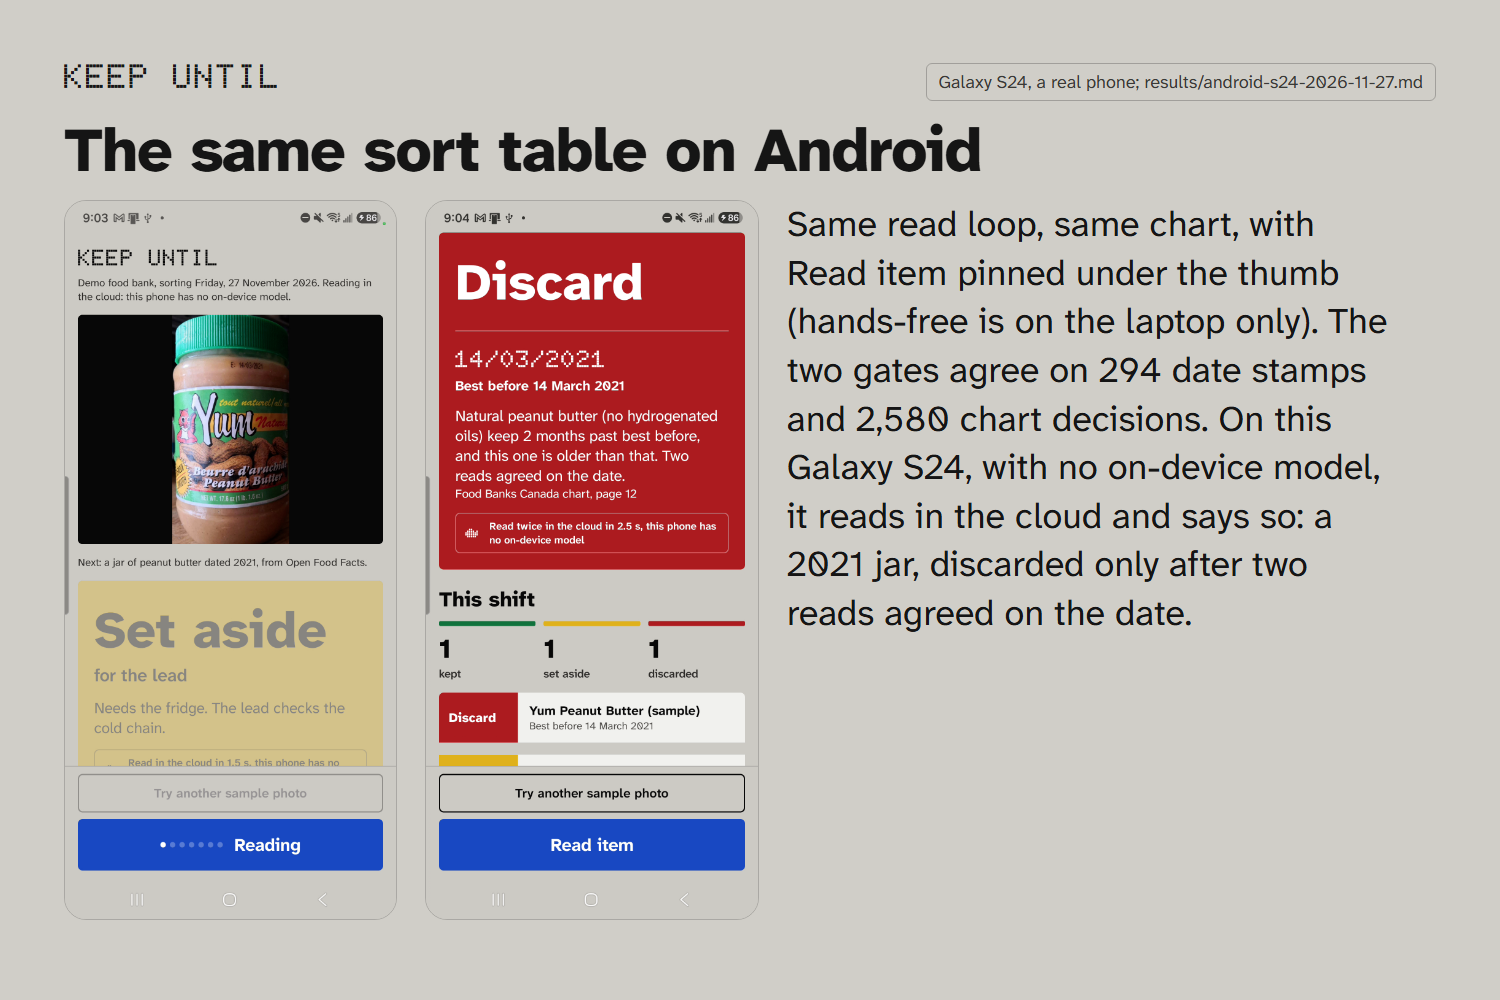 KEEP UNTIL
Galaxy S24, a real phone; results/android-s24-2026-11-27.md
The same sort table on Android
9:03
86
KEEP UNTIL
Demo food bank, sorting Friday, 27 November 2026. Reading in
the cloud: this phone has no on-device model.
tout naturel/all
Yum
Beurre d'arachide
Peanut Butter
Next: a jar of peanut butter dated 2021, from Open Food Facts.
Set aside
for the lead
Needs the fridge. The lead checks the
cold chain.
Read in the cloud in 1.5 s, this phone has no
Try another sample photo
Reading
9:04
86
Discard
14/03/2021
Best before 14 March 2021
Natural peanut butter (no hydrogenated
oils) keep 2 months past best before,
and this one is older than that. Two
reads agreed on the date.
Food Banks Canada chart, page 12
Read twice in the cloud in 2.5 s, this phone has
no on-device model
This shift
1
kept
1
set aside
1
discarded
Discard
Yum Peanut Butter (sample)
Best before 14 March 2021
Try another sample photo
Read item
Same read loop, same chart, with
Read item pinned under the thumb
(hands-free is on the laptop only). The
two gates agree on 294 date stamps
and 2,580 chart decisions. On this
Galaxy S24, with no on-device model,
it reads in the cloud and says so: a
2021 jar, discarded only after two
reads agreed on the date.